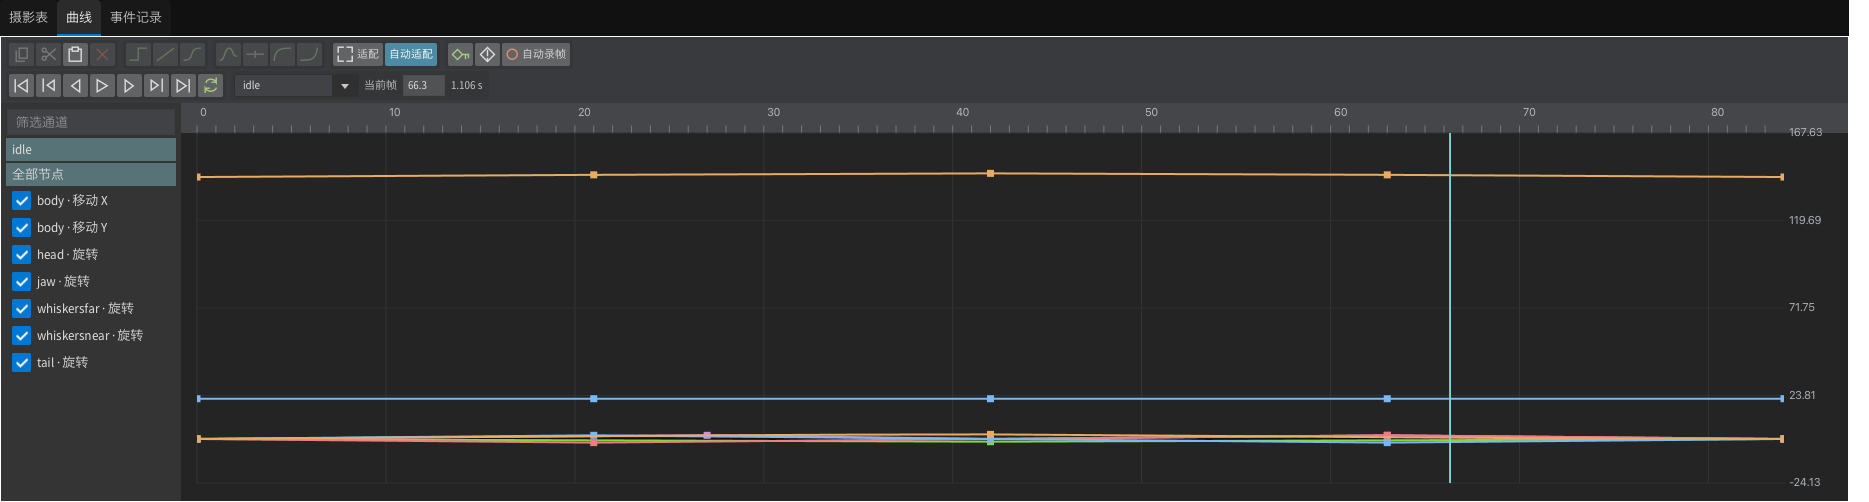 摄影表 曲线 事件记录
适配 自动适配 自动录帧
idle 当前帧 66.3 1.106 s
筛选通道
0 10 20 30 40 50 60 70 80
idle
全部节点
body · 移动 X
body · 移动 Y
head · 旋转
jaw · 旋转
whiskersfar · 旋转
whiskersnear · 旋转
tail · 旋转
167.63
119.69
71.75
23.81
-24.13